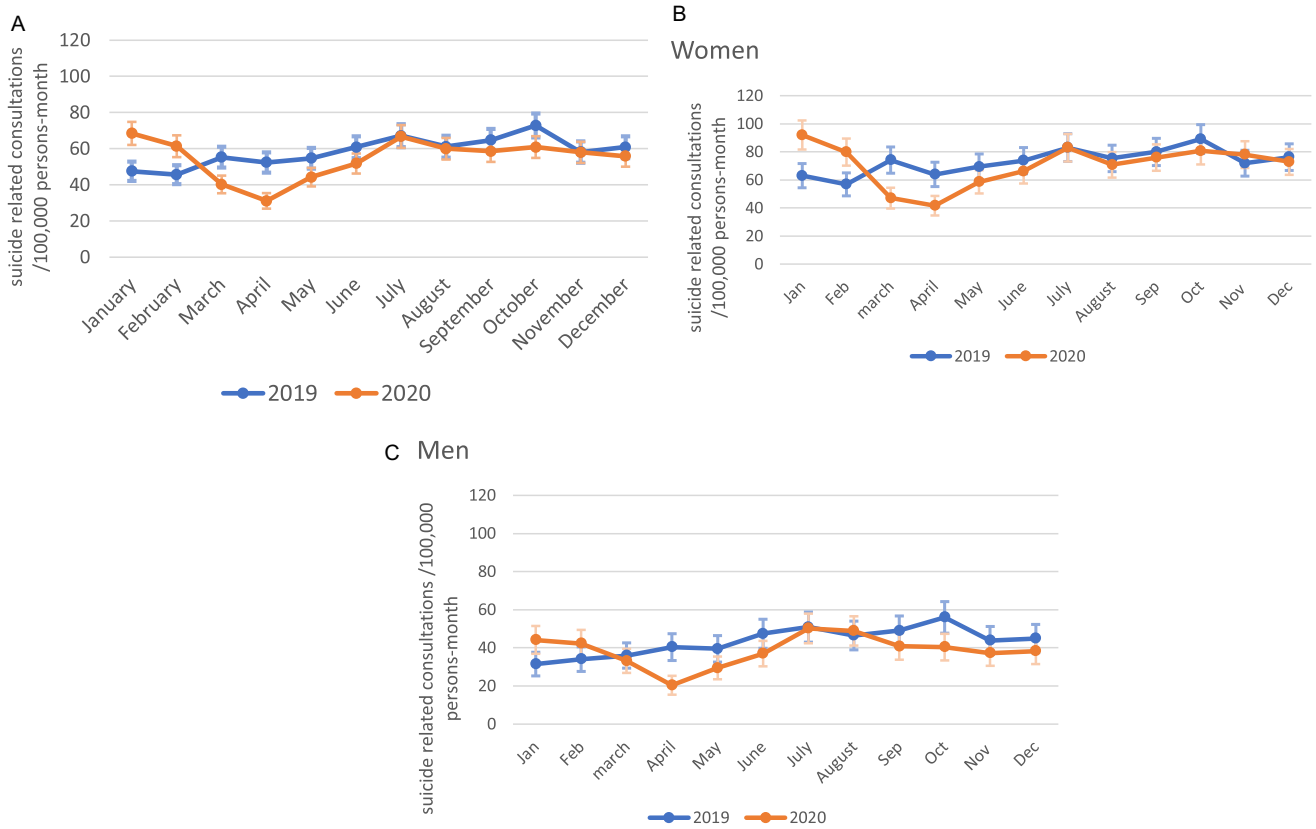 A
suicide related consultations
/100,000 persons-month
120
100
80
60
40
20
0
January
February
March
April
May
June
July
August
September
October
November
December
2019
2020
B
Women
suicide related consultations
/100,000 persons-month
120
100
80
60
40
20
0
Jan
Feb
march
April
May
June
July
August
Sep
Oct
Nov
Dec
2019
2020
C
Men
suicide related consultations /100,000
persons-month
120
100
80
60
40
20
0
Jan
Feb
march
April
May
June
July
August
Sep
Oct
Nov
Dec
2019
2020